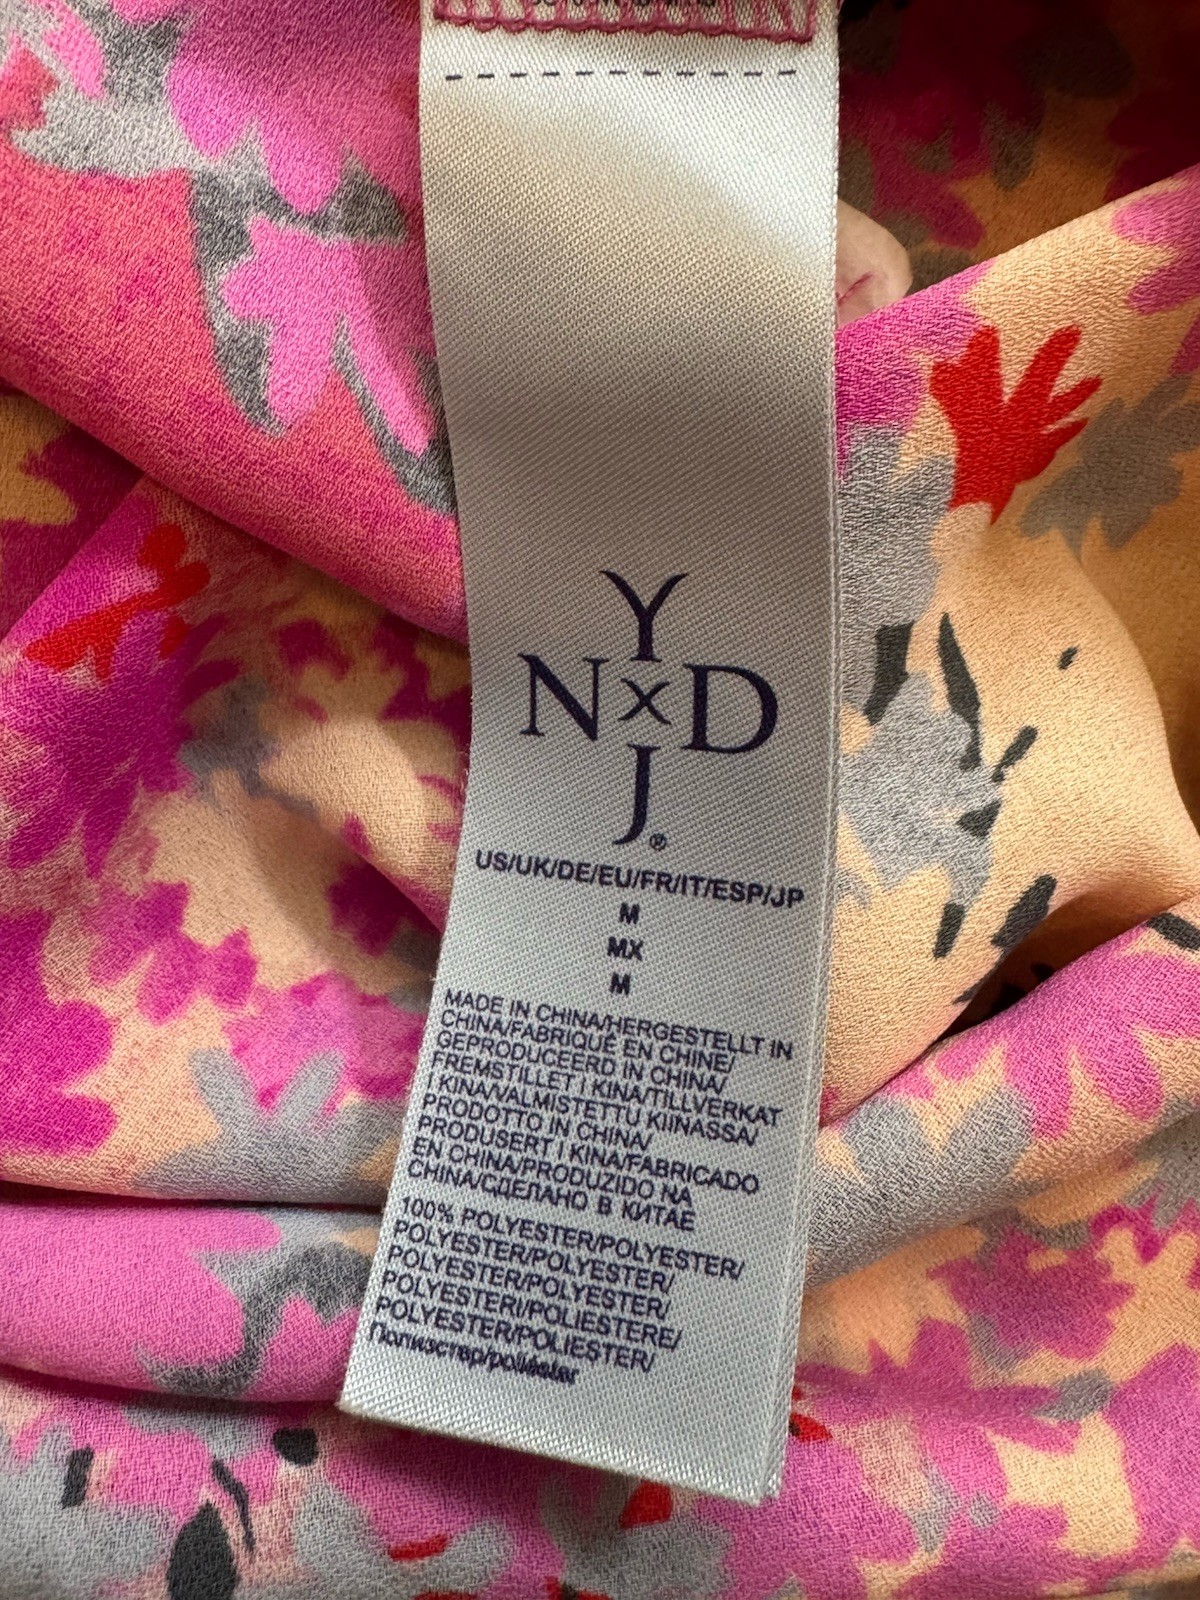 Y
N x D
J®
US/UK/DE/EU/FR/IT/ESP/JP
M
MX
M
MADE IN CHINA/HERGESTELLT IN
CHINA/FABRIQUÉ EN CHINE/
GEPRODUCEERD IN CHINA/
FREMSTILLET I KINA/TILLVERKAT
I KINA/VALMISTETTU KIINASSA/
PRODOTTO IN CHINA/
PRODUSERT I KINA/FABRICADO
EN CHINA/PRODUZIDO NA
CHINA/СДЕЛАНО В КИТАЕ
100% POLYESTER/POLYESTER/
POLYESTER/POLYESTER/
POLYESTER/POLYESTER/
POLYESTERI/POLIESTERE/
POLYESTER/POLIESTER/
Полиэстер/poliéster